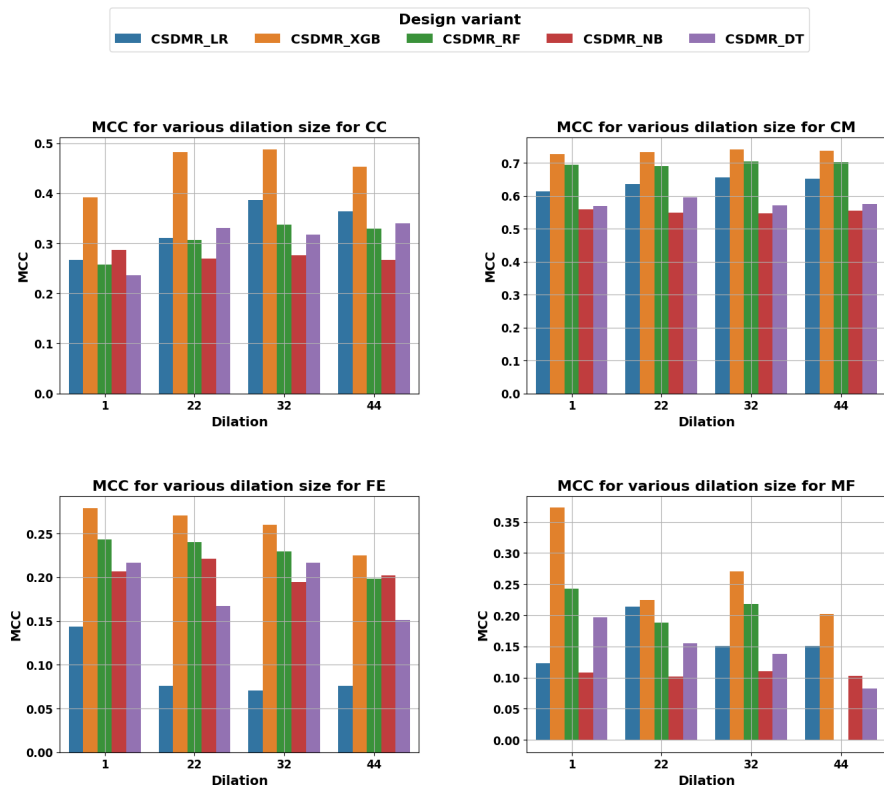 Design variant
CSDMR_LR CSDMR_XGB CSDMR_RF CSDMR_NB CSDMR_DT
MCC for various dilation size for CC
0.5
0.4
0.3
0.2
0.1
0.0
MCC
1 22 32 44
Dilation
MCC for various dilation size for CM
0.7
0.6
0.5
0.4
0.3
0.2
0.1
0.0
MCC
1 22 32 44
Dilation
MCC for various dilation size for FE
0.25
0.20
0.15
0.10
0.05
0.00
MCC
1 22 32 44
Dilation
MCC for various dilation size for MF
0.35
0.30
0.25
0.20
0.15
0.10
0.05
0.00
MCC
1 22 32 44
Dilation